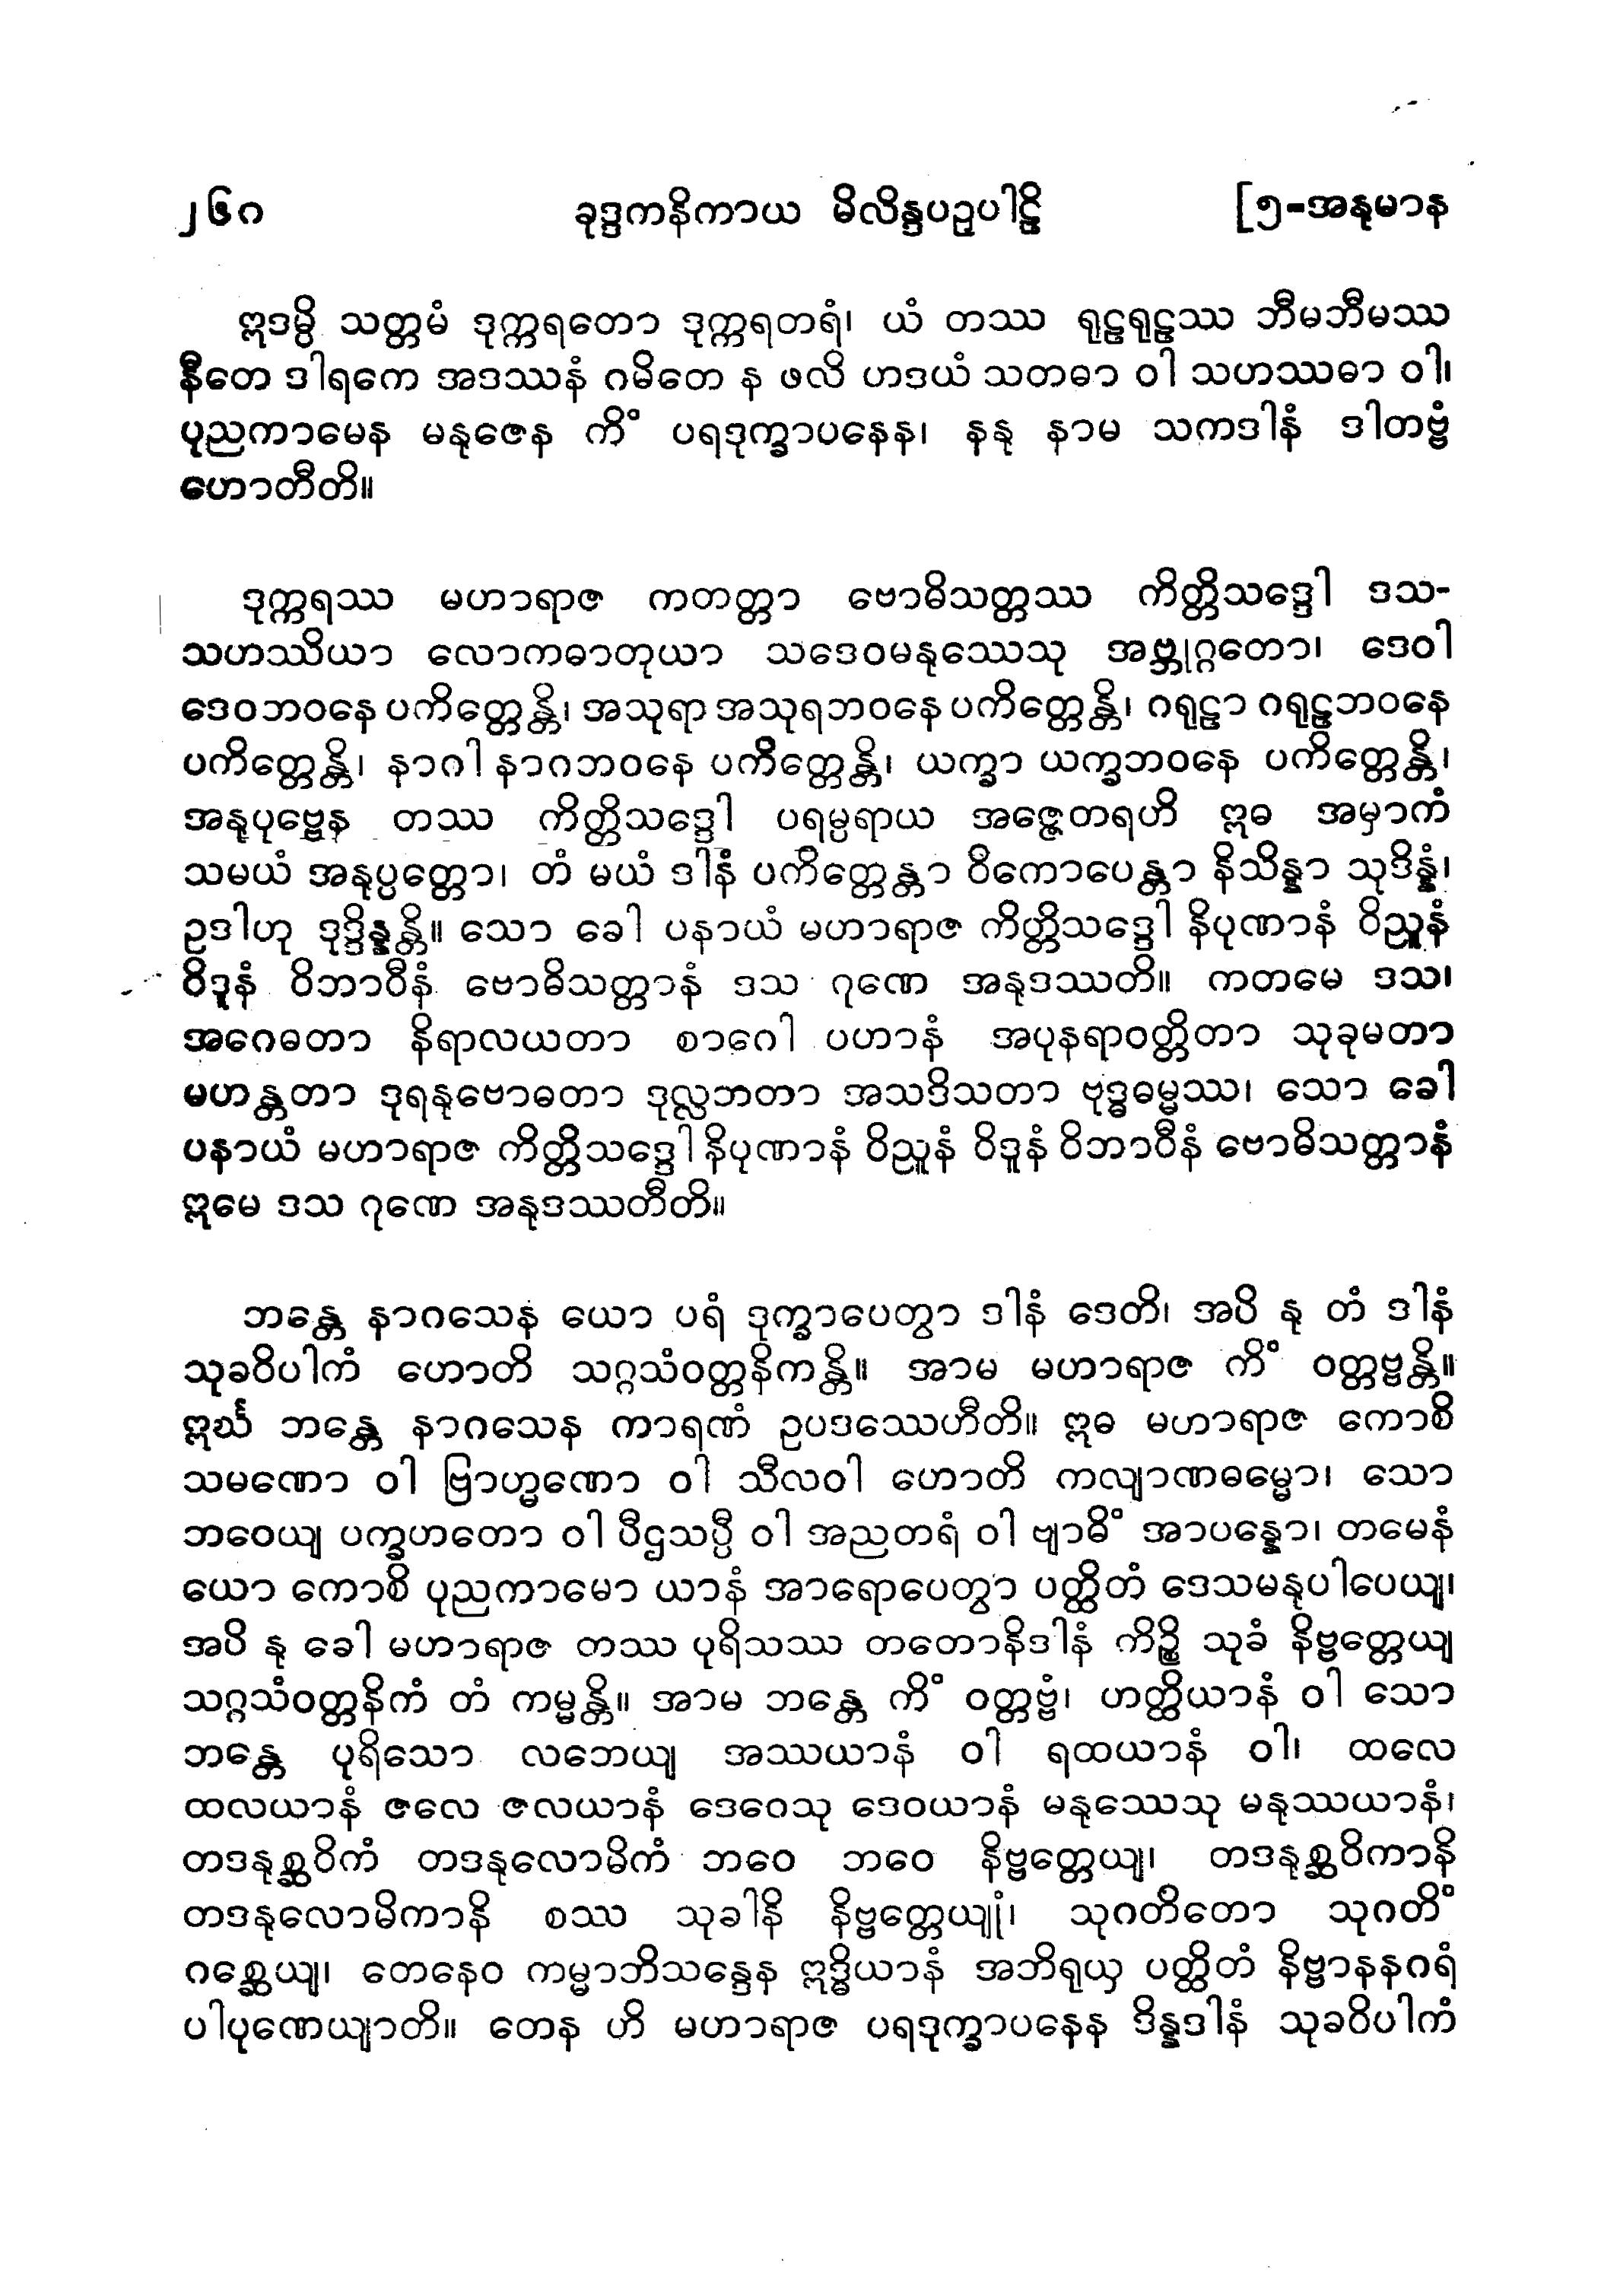 ၂၆ဂ ခုဒ္ဒကနိကာယ မိလိန္ဒပဥှပါဠိ [၅-အနုမာန
ဣဒမ္ပိ သတ္တမံ ဒုက္ကရတော ဒုက္ကရတရံ၊ ယံ တဿ ရုဠရုဠဿ ဘီမဘီမဿ
နီတေ ဒါရကေ အဒဿနံ ဂမိတေ န ဖလိ ဟဒယံ သတဓာ ဝါ သဟဿဓာ ဝါ၊
ပုညကာမေန မနုဇေန ကိံ ပရဒုက္ခာပနေန၊ နနု နာမ သကဒါနံ ဒါတဗ္ဗံ
ဟောတီတိ။
ဒုက္ကရဿ မဟာရာဇ ကတတ္တာ ဗောဓိသတ္တဿ ကိတ္တိသဒ္ဒေါ ဒသ-
သဟဿိယာ လောကဓာတုယာ သဒေဝမနုဿေသု အဗ္ဘုဂ္ဂတော၊ ဒေဝါ
ဒေဝဘဝနေ ပကိတ္တေန္တိ၊ အသုရာ အသုရဘဝနေ ပကိတ္တေန္တိ၊ ဂရုဠာ ဂရုဠဘဝနေ
ပကိတ္တေန္တိ၊ နာဂါ နာဂဘဝနေ ပကိတ္တေန္တိ၊ ယက္ခာ ယက္ခဘဝနေ ပကိတ္တေန္တိ၊
အနုပုဗ္ဗေန တဿ ကိတ္တိသဒ္ဒေါ ပရမ္ပရာယ အဇ္ဇေတရဟိ ဣဓ အမှာကံ
သမယံ အနုပ္ပတ္တော၊ တံ မယံ ဒါနံ ပကိတ္တေန္တာ ဝိကောပေန္တာ နိသိန္နာ သုဒိန္နံ၊
ဥဒါဟု ဒုဒ္ဒိန္နန္တိ။ သော ခေါ ပနာယံ မဟာရာဇ ကိတ္တိသဒ္ဒေါ နိပုဏာနံ ဝိညူနံ
ဝိဒူနံ ဝိဘာဝီနံ ဗောဓိသတ္တာနံ ဒသ ဂုဏေ အနုဒဿတိ။ ကတမေ ဒသ၊
အဂေဓတာ နိရာလယတာ စာဂေါ ပဟာနံ အပုနရာဝတ္တိတာ သုခုမတာ
မဟန္တတာ ဒုရနုဗောဓတာ ဒုလ္လဘတာ အသဒိသတာ ဗုဒ္ဓဓမ္မဿ၊ သော ခေါ
ပနာယံ မဟာရာဇ ကိတ္တိသဒ္ဒေါ နိပုဏာနံ ဝိညူနံ ဝိဒူနံ ဝိဘာဝီနံ ဗောဓိသတ္တာနံ
ဣမေ ဒသ ဂုဏေ အနုဒဿတီတိ။
ဘန္တေ နာဂသေန ယော ပရံ ဒုက္ခာပေတွာ ဒါနံ ဒေတိ၊ အပိ နု တံ ဒါနံ
သုခဝိပါကံ ဟောတိ သဂ္ဂသံဝတ္တနိကန္တိ။ အာမ မဟာရာဇ ကိံ ဝတ္တဗ္ဗန္တိ။
ဣင်္ဃ ဘန္တေ နာဂသေန ကာရဏံ ဥပဒဿေဟီတိ။ ဣဓ မဟာရာဇ ကောစိ
သမဏော ဝါ ဗြာဟ္မဏော ဝါ သီလဝါ ဟောတိ ကလျာဏဓမ္မော၊ သော
ဘဝေယျ ပက္ခဟတော ဝါ ပီဌသပ္ပိ ဝါ အညတရံ ဝါ ဗျာဓိံ အာပန္နော၊ တမေနံ
ယော ကောစိ ပုညကာမော ယာနံ အာရောပေတွာ ပတ္ထိတံ ဒေသမနုပါပေယျ၊
အပိ နု ခေါ မဟာရာဇ တဿ ပုရိသဿ တတောနိဒါနံ ကိဉ္စိ သုခံ နိဗ္ဗတ္တေယျ
သဂ္ဂသံဝတ္တနိကံ တံ ကမ္မန္တိ။ အာမ ဘန္တေ ကိံ ဝတ္တဗ္ဗံ၊ ဟတ္ထိယာနံ ဝါ သော
ဘန္တေ ပုရိသော လဘေယျ အဿယာနံ ဝါ ရထယာနံ ဝါ၊ ထလေ
ထလယာနံ ဇလေ ဇလယာနံ ဒေဝေသု ဒေဝယာနံ မနုဿေသု မနုဿယာနံ၊
တဒနုစ္ဆဝိကံ တဒနုလောမိကံ ဘဝေ ဘဝေ နိဗ္ဗတ္တေယျ၊ တဒနုစ္ဆဝိကာနိ
တဒနုလောမိကာနိ စဿ သုခါနိ နိဗ္ဗတ္တေယျုံ၊ သုဂတိတော သုဂတိံ
ဂစ္ဆေယျ၊ တေနေဝ ကမ္မာဘိသန္ဒေန ဣဒ္ဓိယာနံ အဘိရုယှ ပတ္ထိတံ နိဗ္ဗာနနဂရံ
ပါပုဏေယျာတိ။ တေန ဟိ မဟာရာဇ ပရဒုက္ခာပနေန ဒိန္နဒါနံ သုခဝိပါကံ